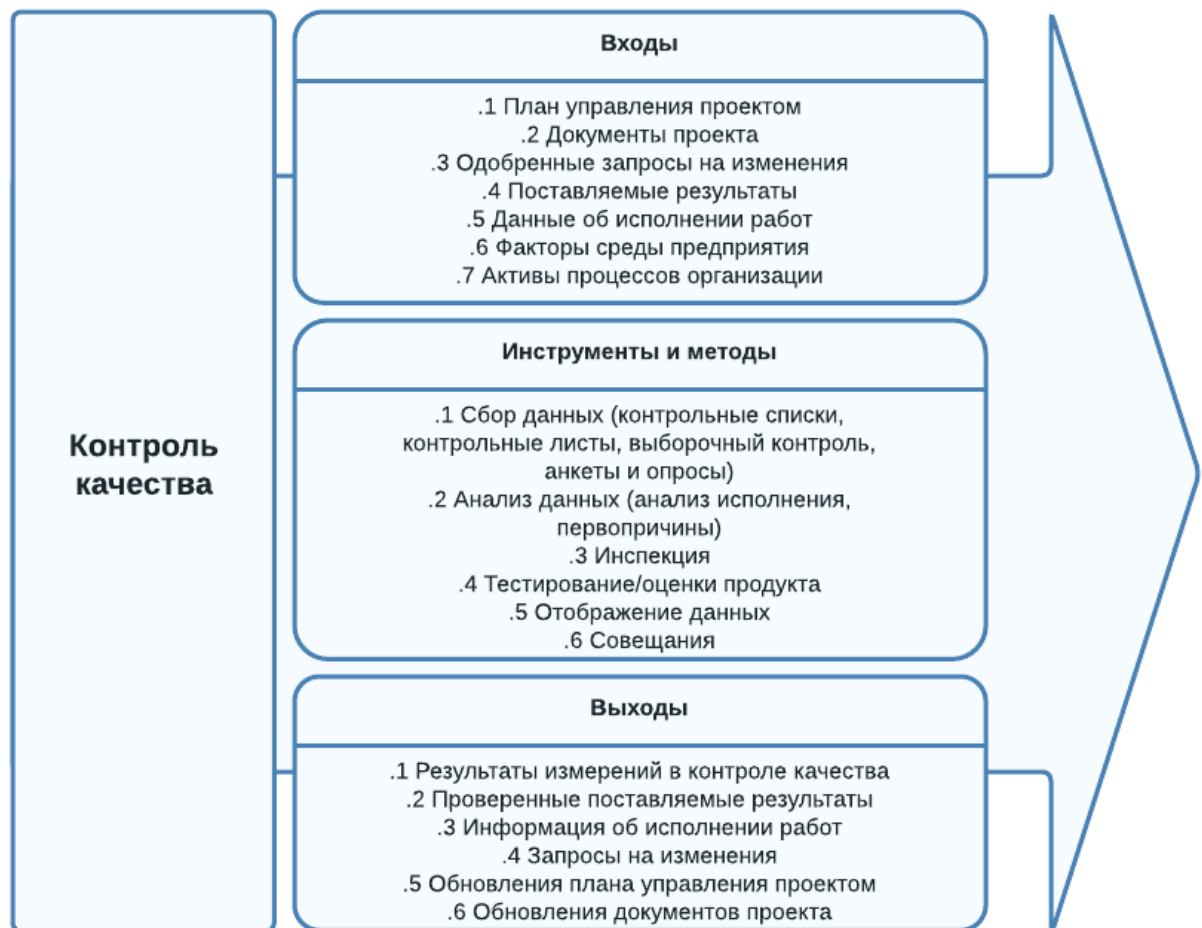 Контроль
качества
Входы
.1 План управления проектом
.2 Документы проекта
.3 Одобренные запросы на изменения
.4 Поставляемые результаты
.5 Данные об исполнении работ
.6 Факторы среды предприятия
.7 Активы процессов организации
Инструменты и методы
.1 Сбор данных (контрольные списки,
контрольные листы, выборочный контроль,
анкеты и опросы)
.2 Анализ данных (анализ исполнения,
первопричины)
.3 Инспекция
.4 Тестирование/оценки продукта
.5 Отображение данных
.6 Совещания
Выходы
.1 Результаты измерений в контроле качества
.2 Проверенные поставляемые результаты
.3 Информация об исполнении работ
.4 Запросы на изменения
.5 Обновления плана управления проектом
.6 Обновления документов проекта